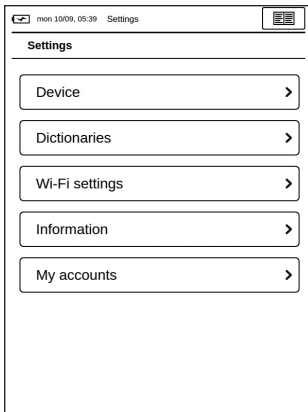 mon 10/09, 05:39 Settings
Settings
Device
Dictionaries
Wi-Fi settings
Information
My accounts